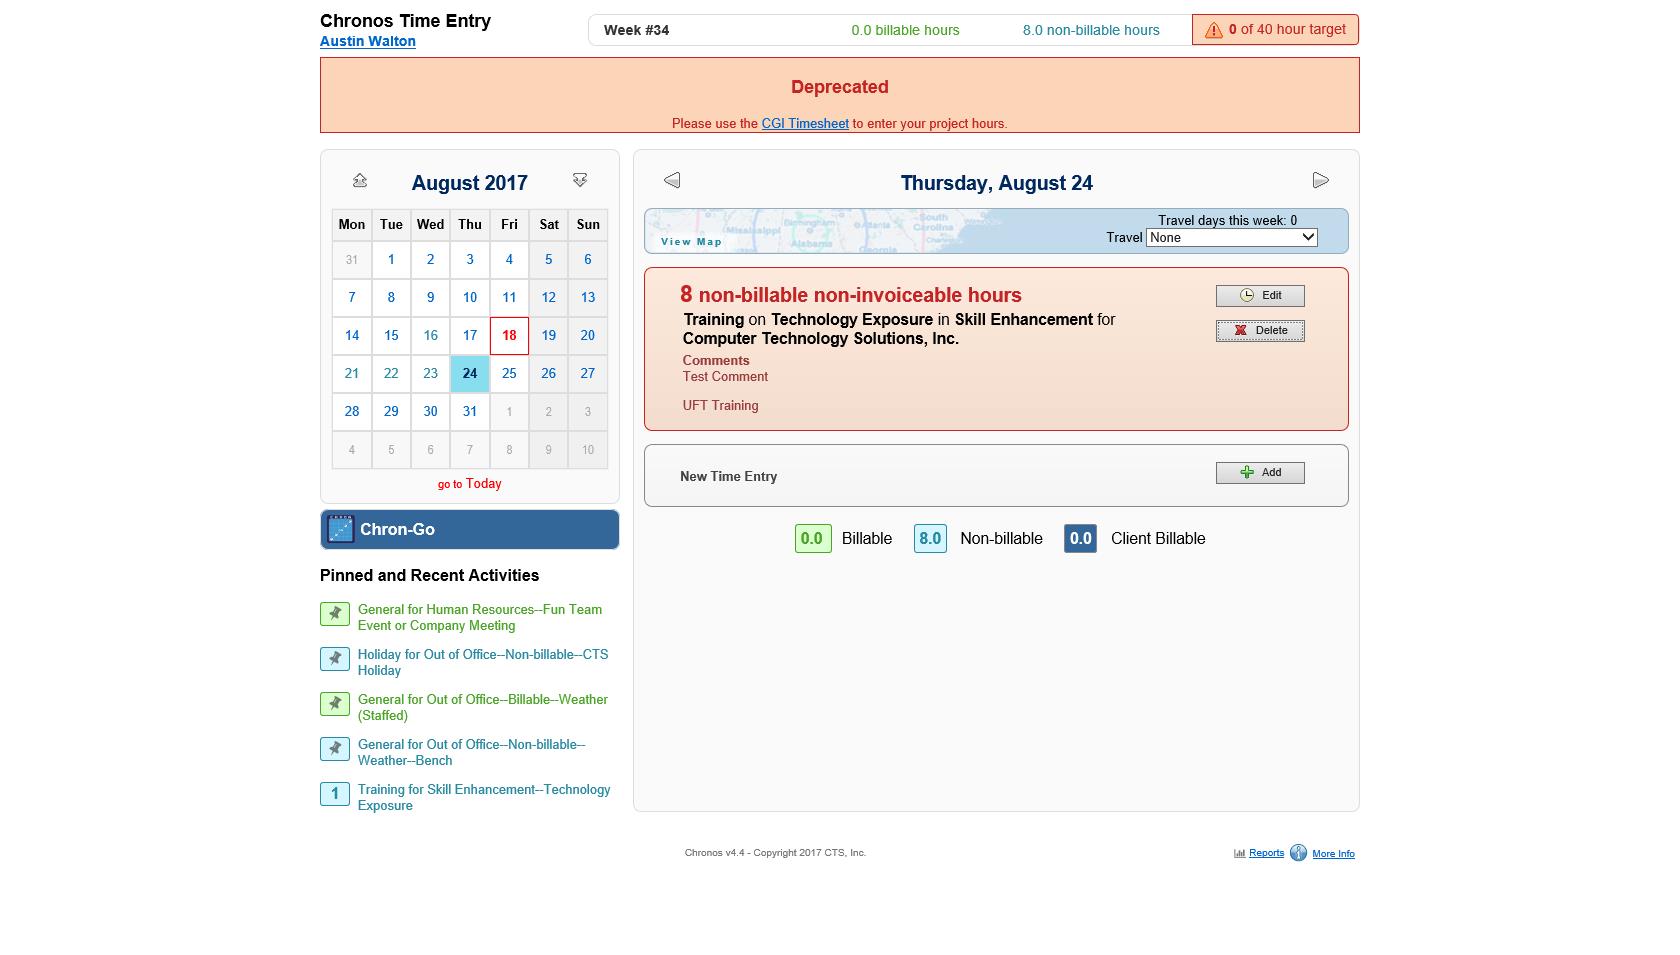 Chronos Time Entry
Austin Walton
Week #34 0.0 billable hours 8.0 non-billable hours 0 of 40 hour target
Deprecated
Please use the CGI Timesheet to enter your project hours.
August 2017
Mon Tue Wed Thu Fri Sat Sun
31 1 2 3 4 5 6
7 8 9 10 11 12 13
14 15 16 17 18 19 20
21 22 23 24 25 26 27
28 29 30 31 1 2 3
4 5 6 7 8 9 10
go to Today
Chron-Go
Pinned and Recent Activities
General for Human Resources--Fun Team
Event or Company Meeting
Holiday for Out of Office--Non-billable--CTS
Holiday
General for Out of Office--Billable--Weather
(Staffed)
General for Out of Office--Non-billable--
Weather--Bench
1 Training for Skill Enhancement--Technology
Exposure
Thursday, August 24
Mississippi
Birmingham
Alabama
Atlanta
Georgia
South
Carolina
View Map
Travel days this week: 0
Travel None
8 non-billable non-invoiceable hours
Edit
Training on Technology Exposure in Skill Enhancement for
Computer Technology Solutions, Inc.
Delete
Comments
Test Comment
UFT Training
New Time Entry Add
0.0 Billable 8.0 Non-billable 0.0 Client Billable
Chronos v4.4 - Copyright 2017 CTS, Inc.
Reports More Info